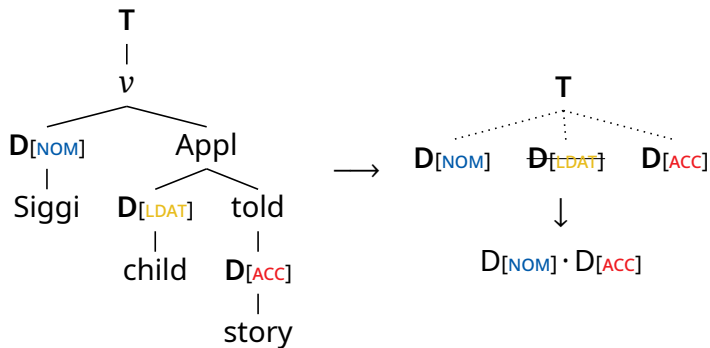 T
v
D[NOM] Appl
Siggi D[LDAT] told
child D[ACC]
story
→
T
D[NOM] D[LDAT] D[ACC]
↓
D[NOM] · D[ACC]